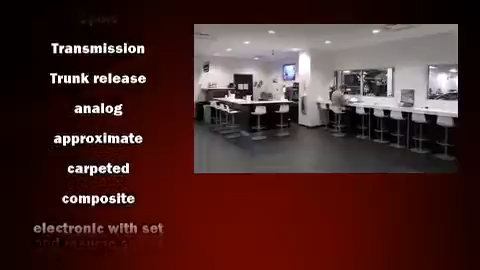 Transmission
Trunk release
analog
approximate
carpeted
composite
electronic with set